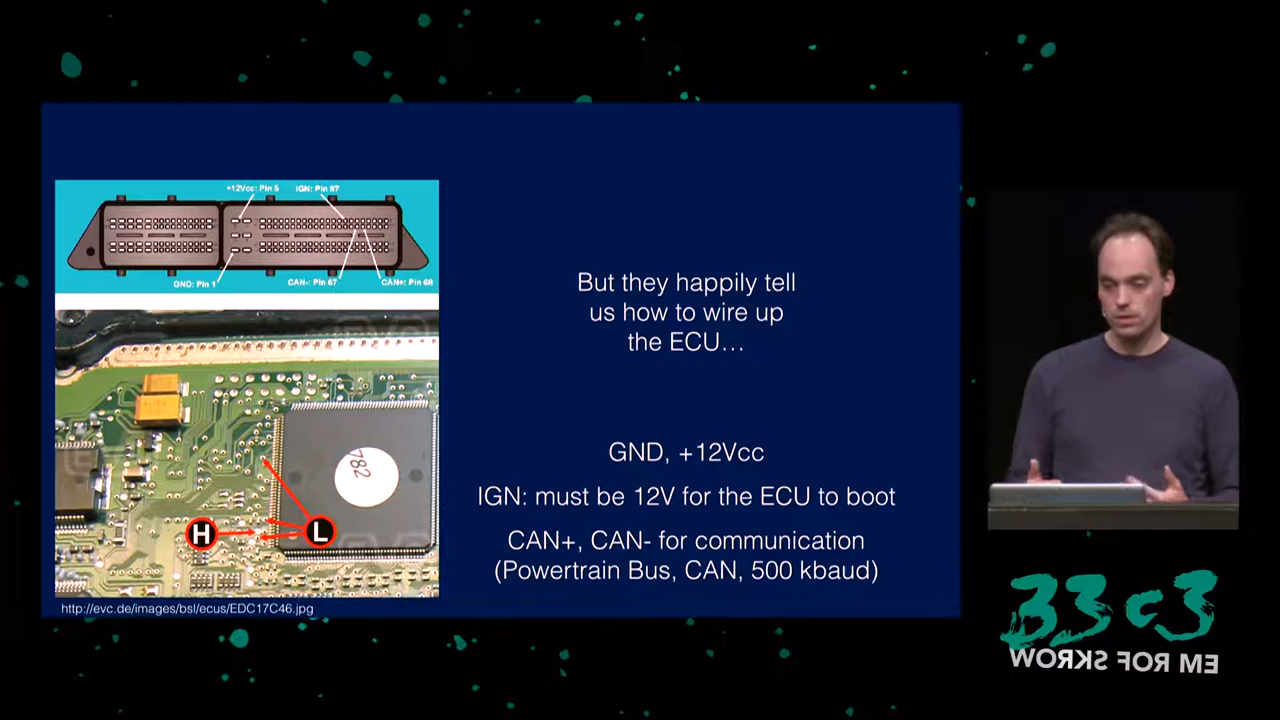 +12Vcc: Pin 5 IGN: Pin 87
GND: Pin 1 CAN-: Pin 67 CAN+: Pin 68
782
H L
http://evc.de/images/bsl/ecus/EDC17C46.jpg
But they happily tell
us how to wire up
the ECU…
GND, +12Vcc
IGN: must be 12V for the ECU to boot
CAN+, CAN- for communication
(Powertrain Bus, CAN, 500 kbaud)
33c3
WORKS FOR ME